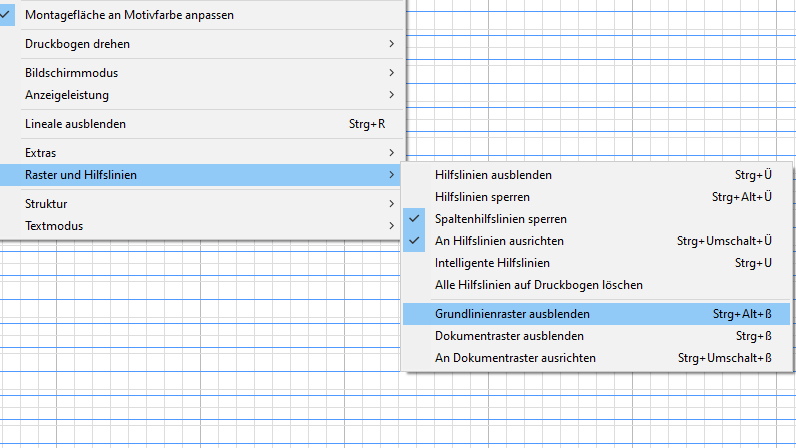 Montagefläche an Motivfarbe anpassen
Druckbogen drehen
Bildschirmmodus
Anzeigeleistung
Lineale ausblenden Strg+R
Extras
Raster und Hilfslinien
Struktur
Textmodus
Hilfslinien ausblenden Strg+Ü
Hilfslinien sperren Strg+Alt+Ü
Spaltenhilfslinien sperren
An Hilfslinien ausrichten Strg+Umschalt+Ü
Intelligente Hilfslinien Strg+U
Alle Hilfslinien auf Druckbogen löschen
Grundlinienraster ausblenden Strg+Alt+ß
Dokumentraster ausblenden Strg+ß
An Dokumentraster ausrichten Strg+Umschalt+ß